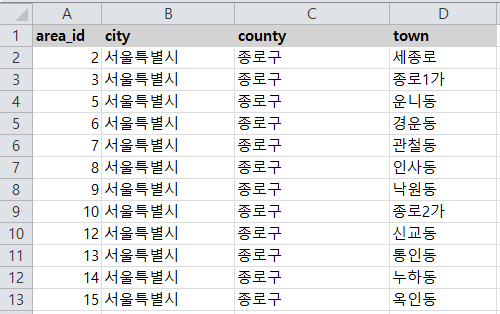 A B C D
1 area_id city county town
2 2 서울특별시 종로구 세종로
3 3 서울특별시 종로구 종로1가
4 5 서울특별시 종로구 운니동
5 6 서울특별시 종로구 경운동
6 7 서울특별시 종로구 관철동
7 8 서울특별시 종로구 인사동
8 9 서울특별시 종로구 낙원동
9 10 서울특별시 종로구 종로2가
10 12 서울특별시 종로구 신교동
11 13 서울특별시 종로구 통인동
12 14 서울특별시 종로구 누하동
13 15 서울특별시 종로구 옥인동